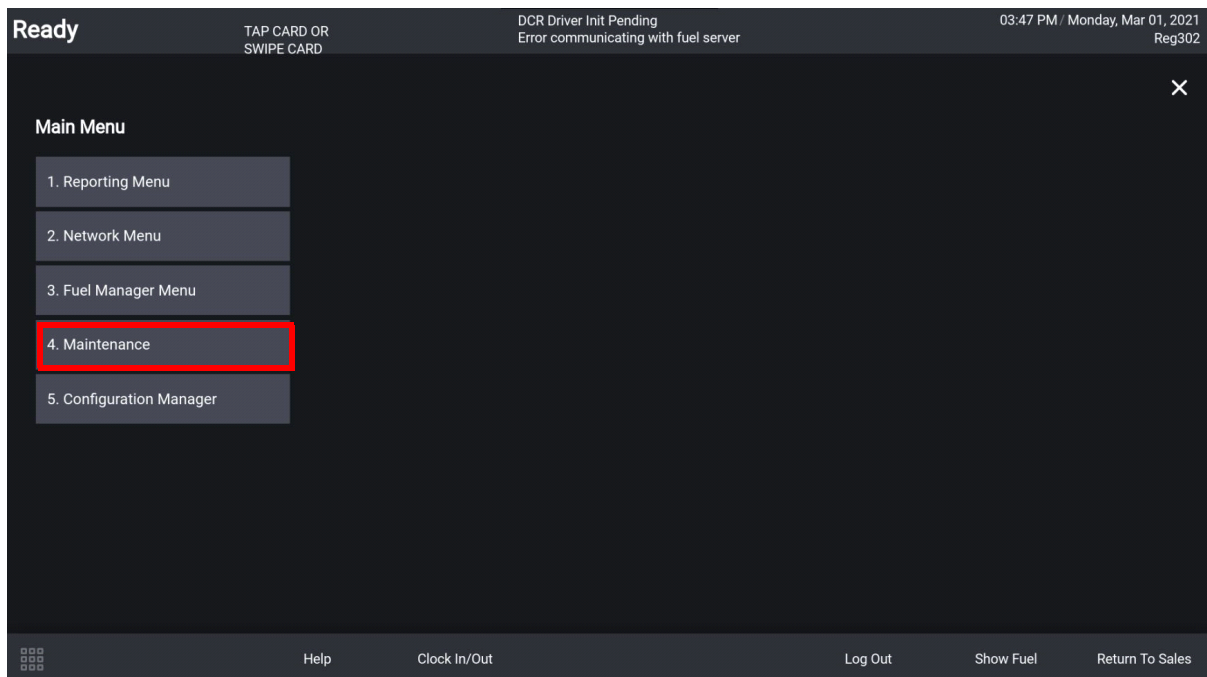 Ready
TAP CARD OR
SWIPE CARD
DCR Driver Init Pending
Error communicating with fuel server
03:47 PM / Monday, Mar 01, 2021
Reg302
Main Menu
1. Reporting Menu
2. Network Menu
3. Fuel Manager Menu
4. Maintenance
5. Configuration Manager
Help
Clock In/Out
Log Out
Show Fuel
Return To Sales